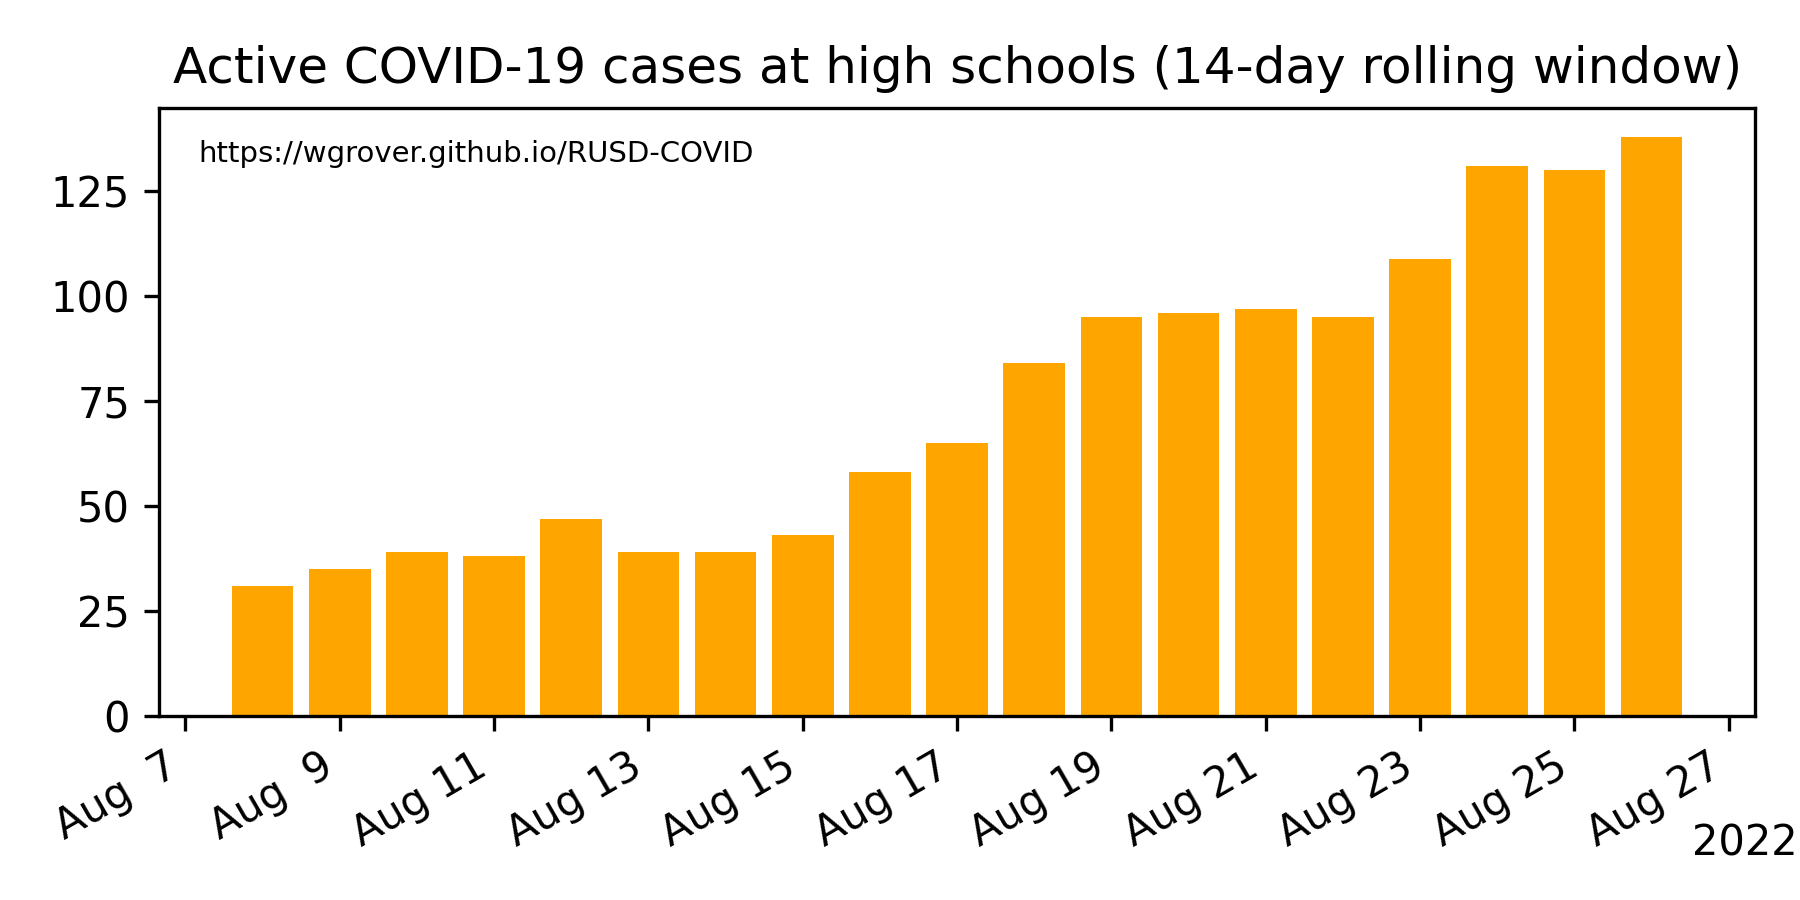 Active COVID-19 cases at high schools (14-day rolling window)
https://wgrover.github.io/RUSD-COVID
125
100
75
50
25
0
Aug 7
Aug 9
Aug 11
Aug 13
Aug 15
Aug 17
Aug 19
Aug 21
Aug 23
Aug 25
Aug 27
2022